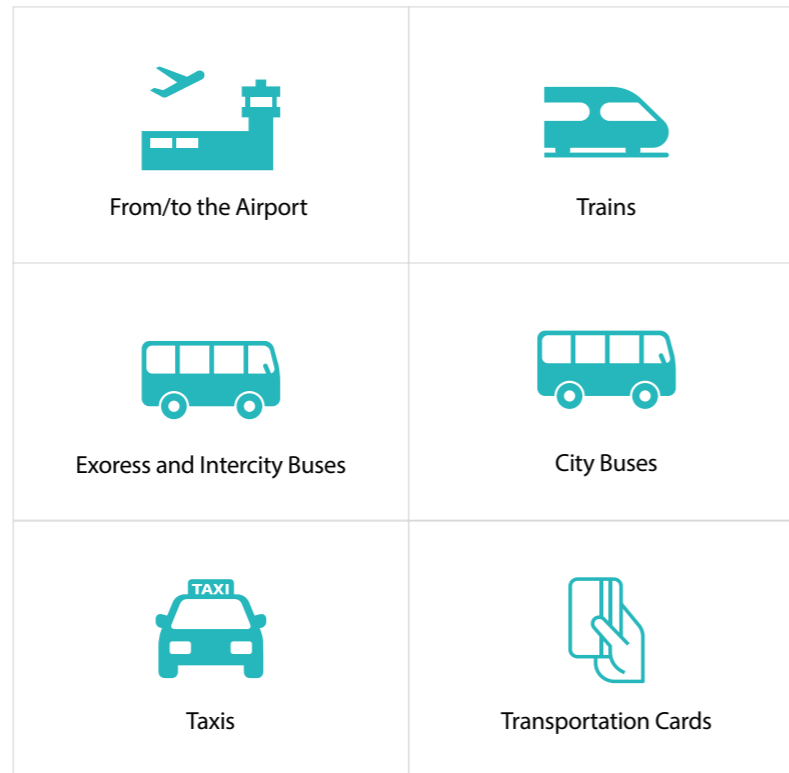 From/to the Airport
Trains
Exoress and Intercity Buses
City Buses
TAXI
Taxis
Transportation Cards